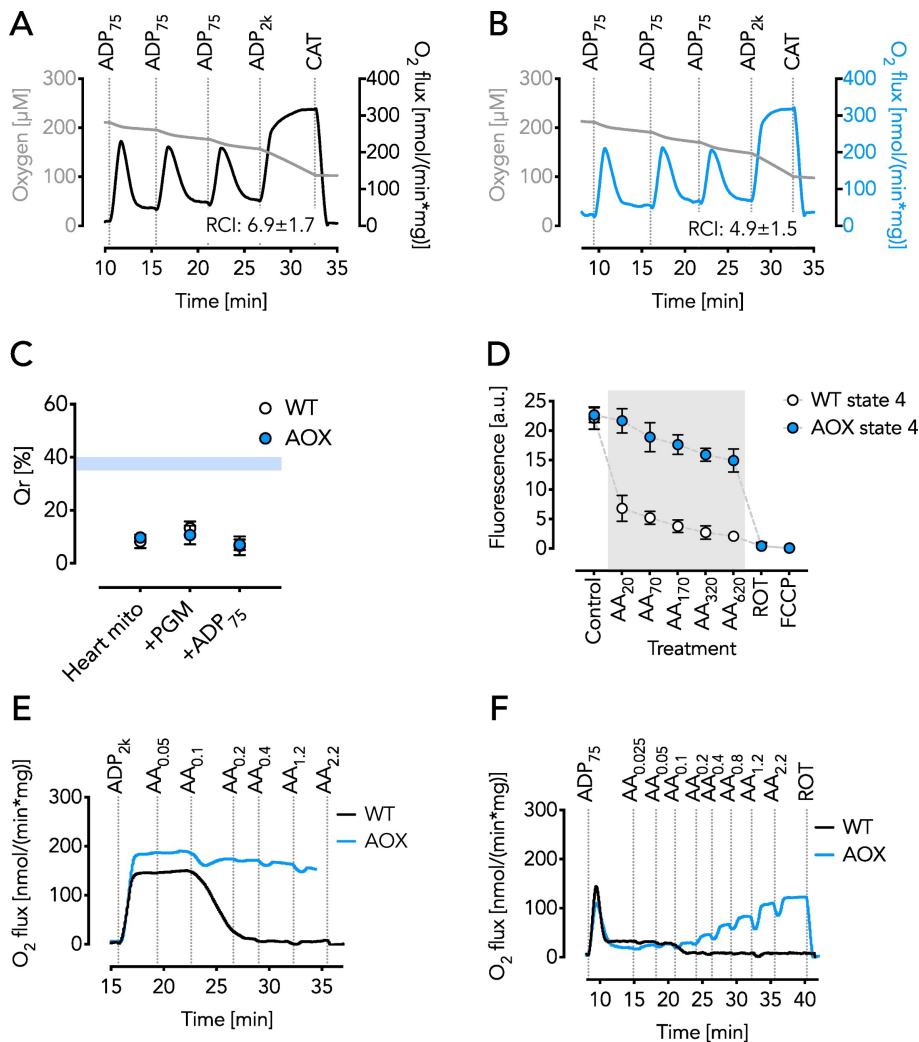 A
ADP75 ADP75 ADP75 ADP2k CAT
Oxygen [µM]
300
200
100
0
O2 flux [nmol/(min*mg)]
400
300
200
100
0
RCI: 6.9±1.7
10 15 20 25 30 35
Time [min]
B
ADP75 ADP75 ADP75 ADP2k CAT
Oxygen [µM]
300
200
100
0
O2 flux [nmol/(min*mg)]
400
300
200
100
0
RCI: 4.9±1.5
10 15 20 25 30 35
Time [min]
C
Qr [%]
60
40
20
0
WT
AOX
Heart mito
+PGM
+ADP75
D
Fluorescence [a.u.]
25
20
15
10
5
0
WT state 4
AOX state 4
Control AA20 AA70 AA170 AA320 AA620 ROT FCCP
Treatment
E
ADP2k AA0.05 AA0.1 AA0.2 AA0.4 AA1.2 AA2.2
O2 flux [nmol/(min*mg)]
300
200
100
0
WT
AOX
15 20 25 30 35
Time [min]
F
ADP75 AA0.025 AA0.05 AA0.1 AA0.2 AA0.4 AA0.8 AA1.2 AA2.2 ROT
O2 flux [nmol/(min*mg)]
300
200
100
0
WT
AOX
10 15 20 25 30 35 40
Time [min]